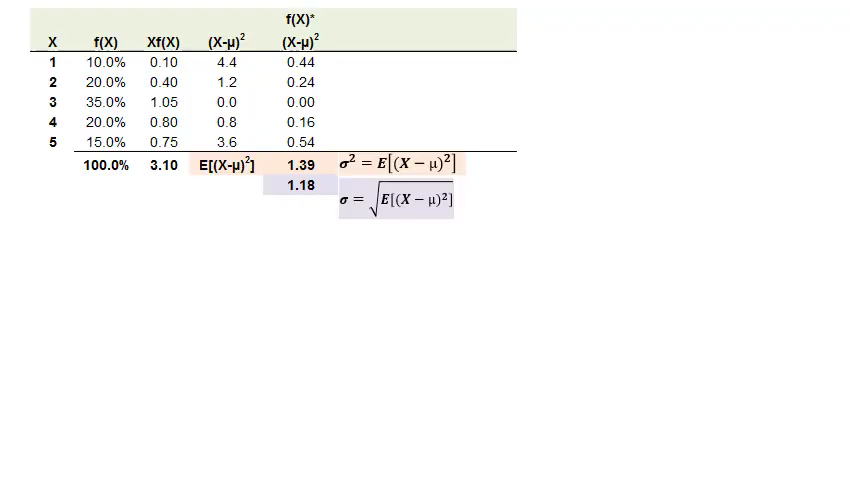 f(X)*
X f(X) Xf(X) (X-µ)² (X-µ)²
1 10.0% 0.10 4.4 0.44
2 20.0% 0.40 1.2 0.24
3 35.0% 1.05 0.0 0.00
4 20.0% 0.80 0.8 0.16
5 15.0% 0.75 3.6 0.54
100.0% 3.10 E[(X-µ)²] 1.39 σ² = E[(X − µ)²]
1.18 σ = √E[(X − µ)²]